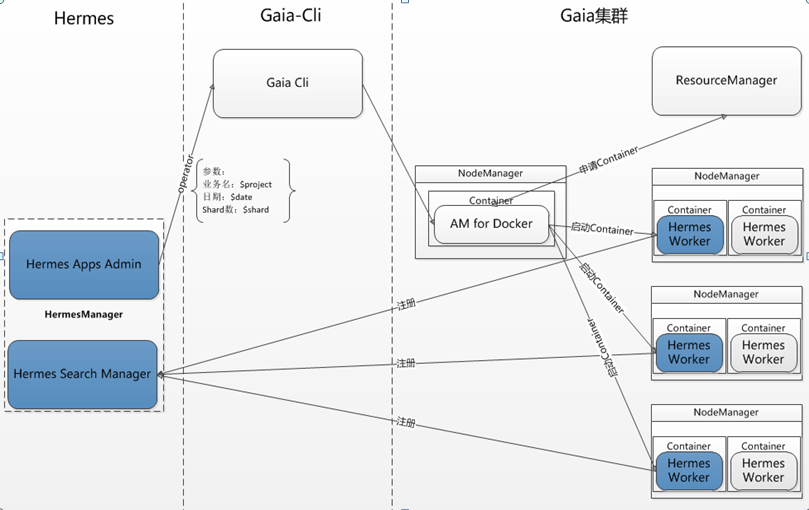 Hermes
Gaia-Cli
Gaia集群
Gaia Cli
ResourceManager
operator
参数：
业务名：$project
日期：$date
Shard数：$shard
NodeManager
Container
AM for Docker
申请Container
启动Container
启动Container
启动Container
NodeManager
Container
Hermes
Worker
Container
Hermes
Worker
Hermes Apps Admin
HermesManager
Hermes Search Manager
注册
注册
注册
NodeManager
Container
Hermes
Worker
Container
Hermes
Worker
NodeManager
Container
Hermes
Worker
Container
Hermes
Worker